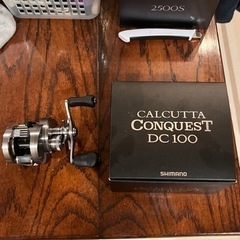 2500S
CALCUTTA
CONQUEST
DC 100
SHIMANO